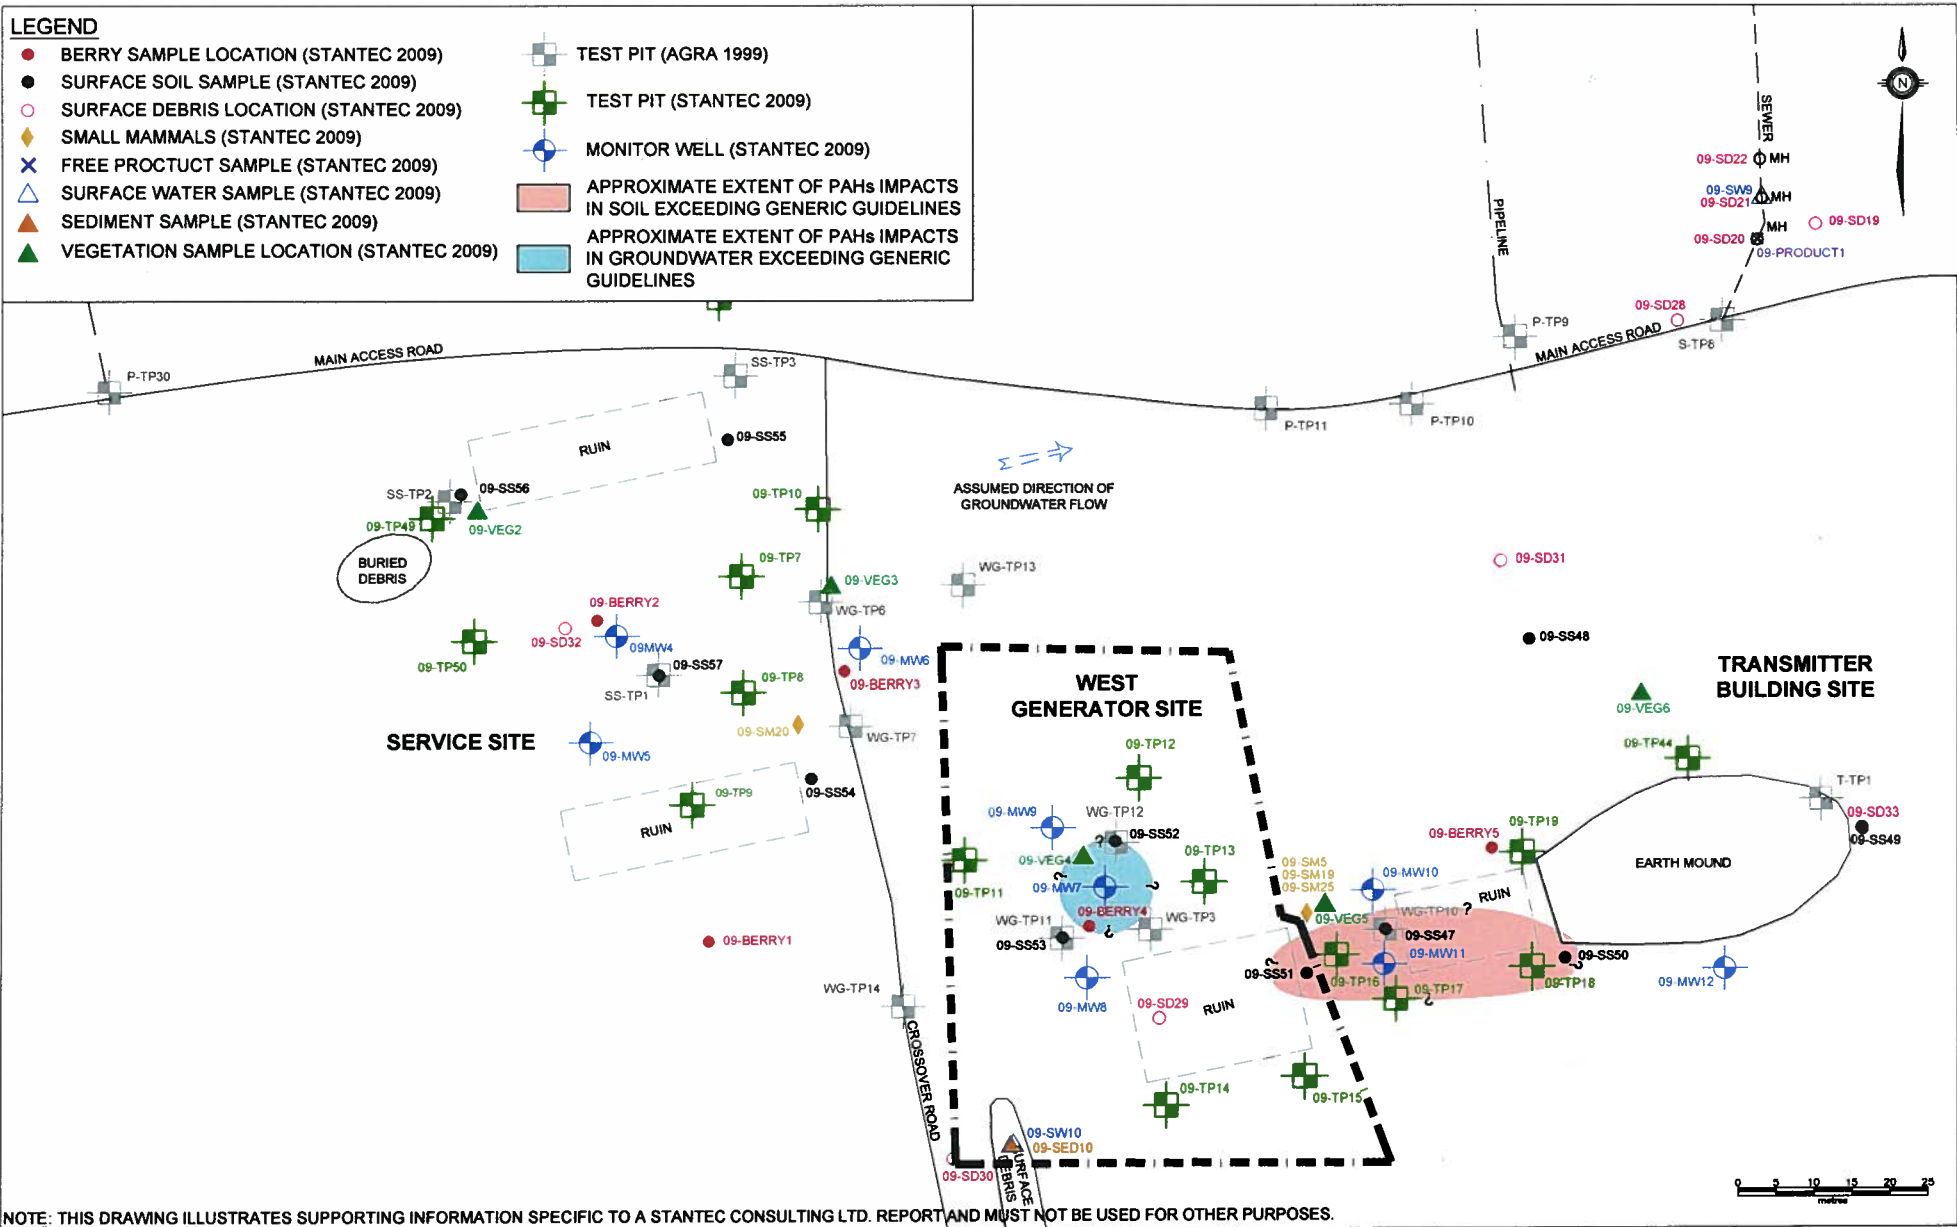 LEGEND
BERRY SAMPLE LOCATION (STANTEC 2009)
SURFACE SOIL SAMPLE (STANTEC 2009)
SURFACE DEBRIS LOCATION (STANTEC 2009)
SMALL MAMMALS (STANTEC 2009)
FREE PROCTUCT SAMPLE (STANTEC 2009)
SURFACE WATER SAMPLE (STANTEC 2009)
SEDIMENT SAMPLE (STANTEC 2009)
VEGETATION SAMPLE LOCATION (STANTEC 2009)
TEST PIT (AGRA 1999)
TEST PIT (STANTEC 2009)
MONITOR WELL (STANTEC 2009)
APPROXIMATE EXTENT OF PAHs IMPACTS
IN SOIL EXCEEDING GENERIC GUIDELINES
APPROXIMATE EXTENT OF PAHs IMPACTS
IN GROUNDWATER EXCEEDING GENERIC
GUIDELINES
N
SEWER
09-SD22
MH
09-SW9
09-SD21
MH
09-SD19
MH
09-SD20
09-PRODUCT1
PIPELINE
09-SD28
P-TP9
MAIN ACCESS ROAD
S-TP8
MAIN ACCESS ROAD
P-TP30
SS-TP3
P-TP11
P-TP10
RUIN
09-SS55
SS-TP2
09-SS56
09-TP49
09-VEG2
09-TP10
ASSUMED DIRECTION OF
GROUNDWATER FLOW
BURIED
DEBRIS
09-TP7
09-VEG3
WG-TP6
WG-TP13
09-SD31
09-BERRY2
09-SD32
09MW4
09-TP50
09-SS57
SS-TP1
09-TP8
09-MW6
09-BERRY3
09-SS48
WEST
GENERATOR SITE
TRANSMITTER
BUILDING SITE
09-VEG6
SERVICE SITE
09-SM20
WG-TP7
09-MW5
09-TP12
09-TP44
09-TP9
RUIN
09-SS54
T-TP1
09-SD33
09-SS49
09-MW9
WG-TP12
?
09-SS52
09-VEG4
?
09-TP13
09-TP11
09-MW7
?
09-BERRY4
WG-TP11
WG-TP3
09-SS53
?
09-SM5
09-SM19
09-SM25
09-VEG5
09-MW10
09-BERRY5
09-TP19
EARTH MOUND
RUIN
WG-TP10
?
09-SS47
09-MW11
?
09-SS51
09-TP16
09-TP17
?
09-SS50
?
09-TP18
09-MW12
09-BERRY1
WG-TP14
09-MW8
09-SD29
RUIN
CROSSOVER ROAD
09-TP14
09-TP15
09-SW10
09-SED10
09-SD30
SURFACE
DEBRIS
0 5 10 15 20 25
metres
NOTE: THIS DRAWING ILLUSTRATES SUPPORTING INFORMATION SPECIFIC TO A STANTEC CONSULTING LTD. REPORT AND MUST NOT BE USED FOR OTHER PURPOSES.